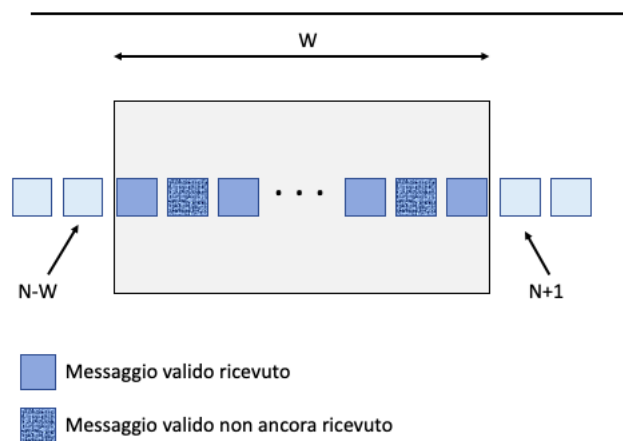 W
N-W
N+1
Messaggio valido ricevuto
Messaggio valido non ancora ricevuto